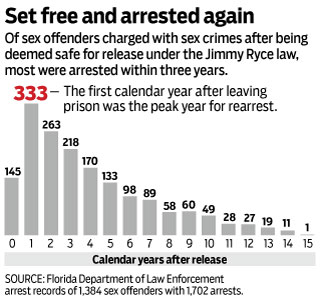 Set free and arrested again
Of sex offenders charged with sex crimes after being
deemed safe for release under the Jimmy Ryce law,
most were arrested within three years.
333 – The first calendar year after leaving
prison was the peak year for rearrest.
263
218
170
145
133
98
89
58
60
49
28
27
19
11
1
0 1 2 3 4 5 6 7 8 9 10 11 12 13 14 15
Calendar years after release
SOURCE: Florida Department of Law Enforcement
arrest records of 1,384 sex offenders with 1,702 arrests.